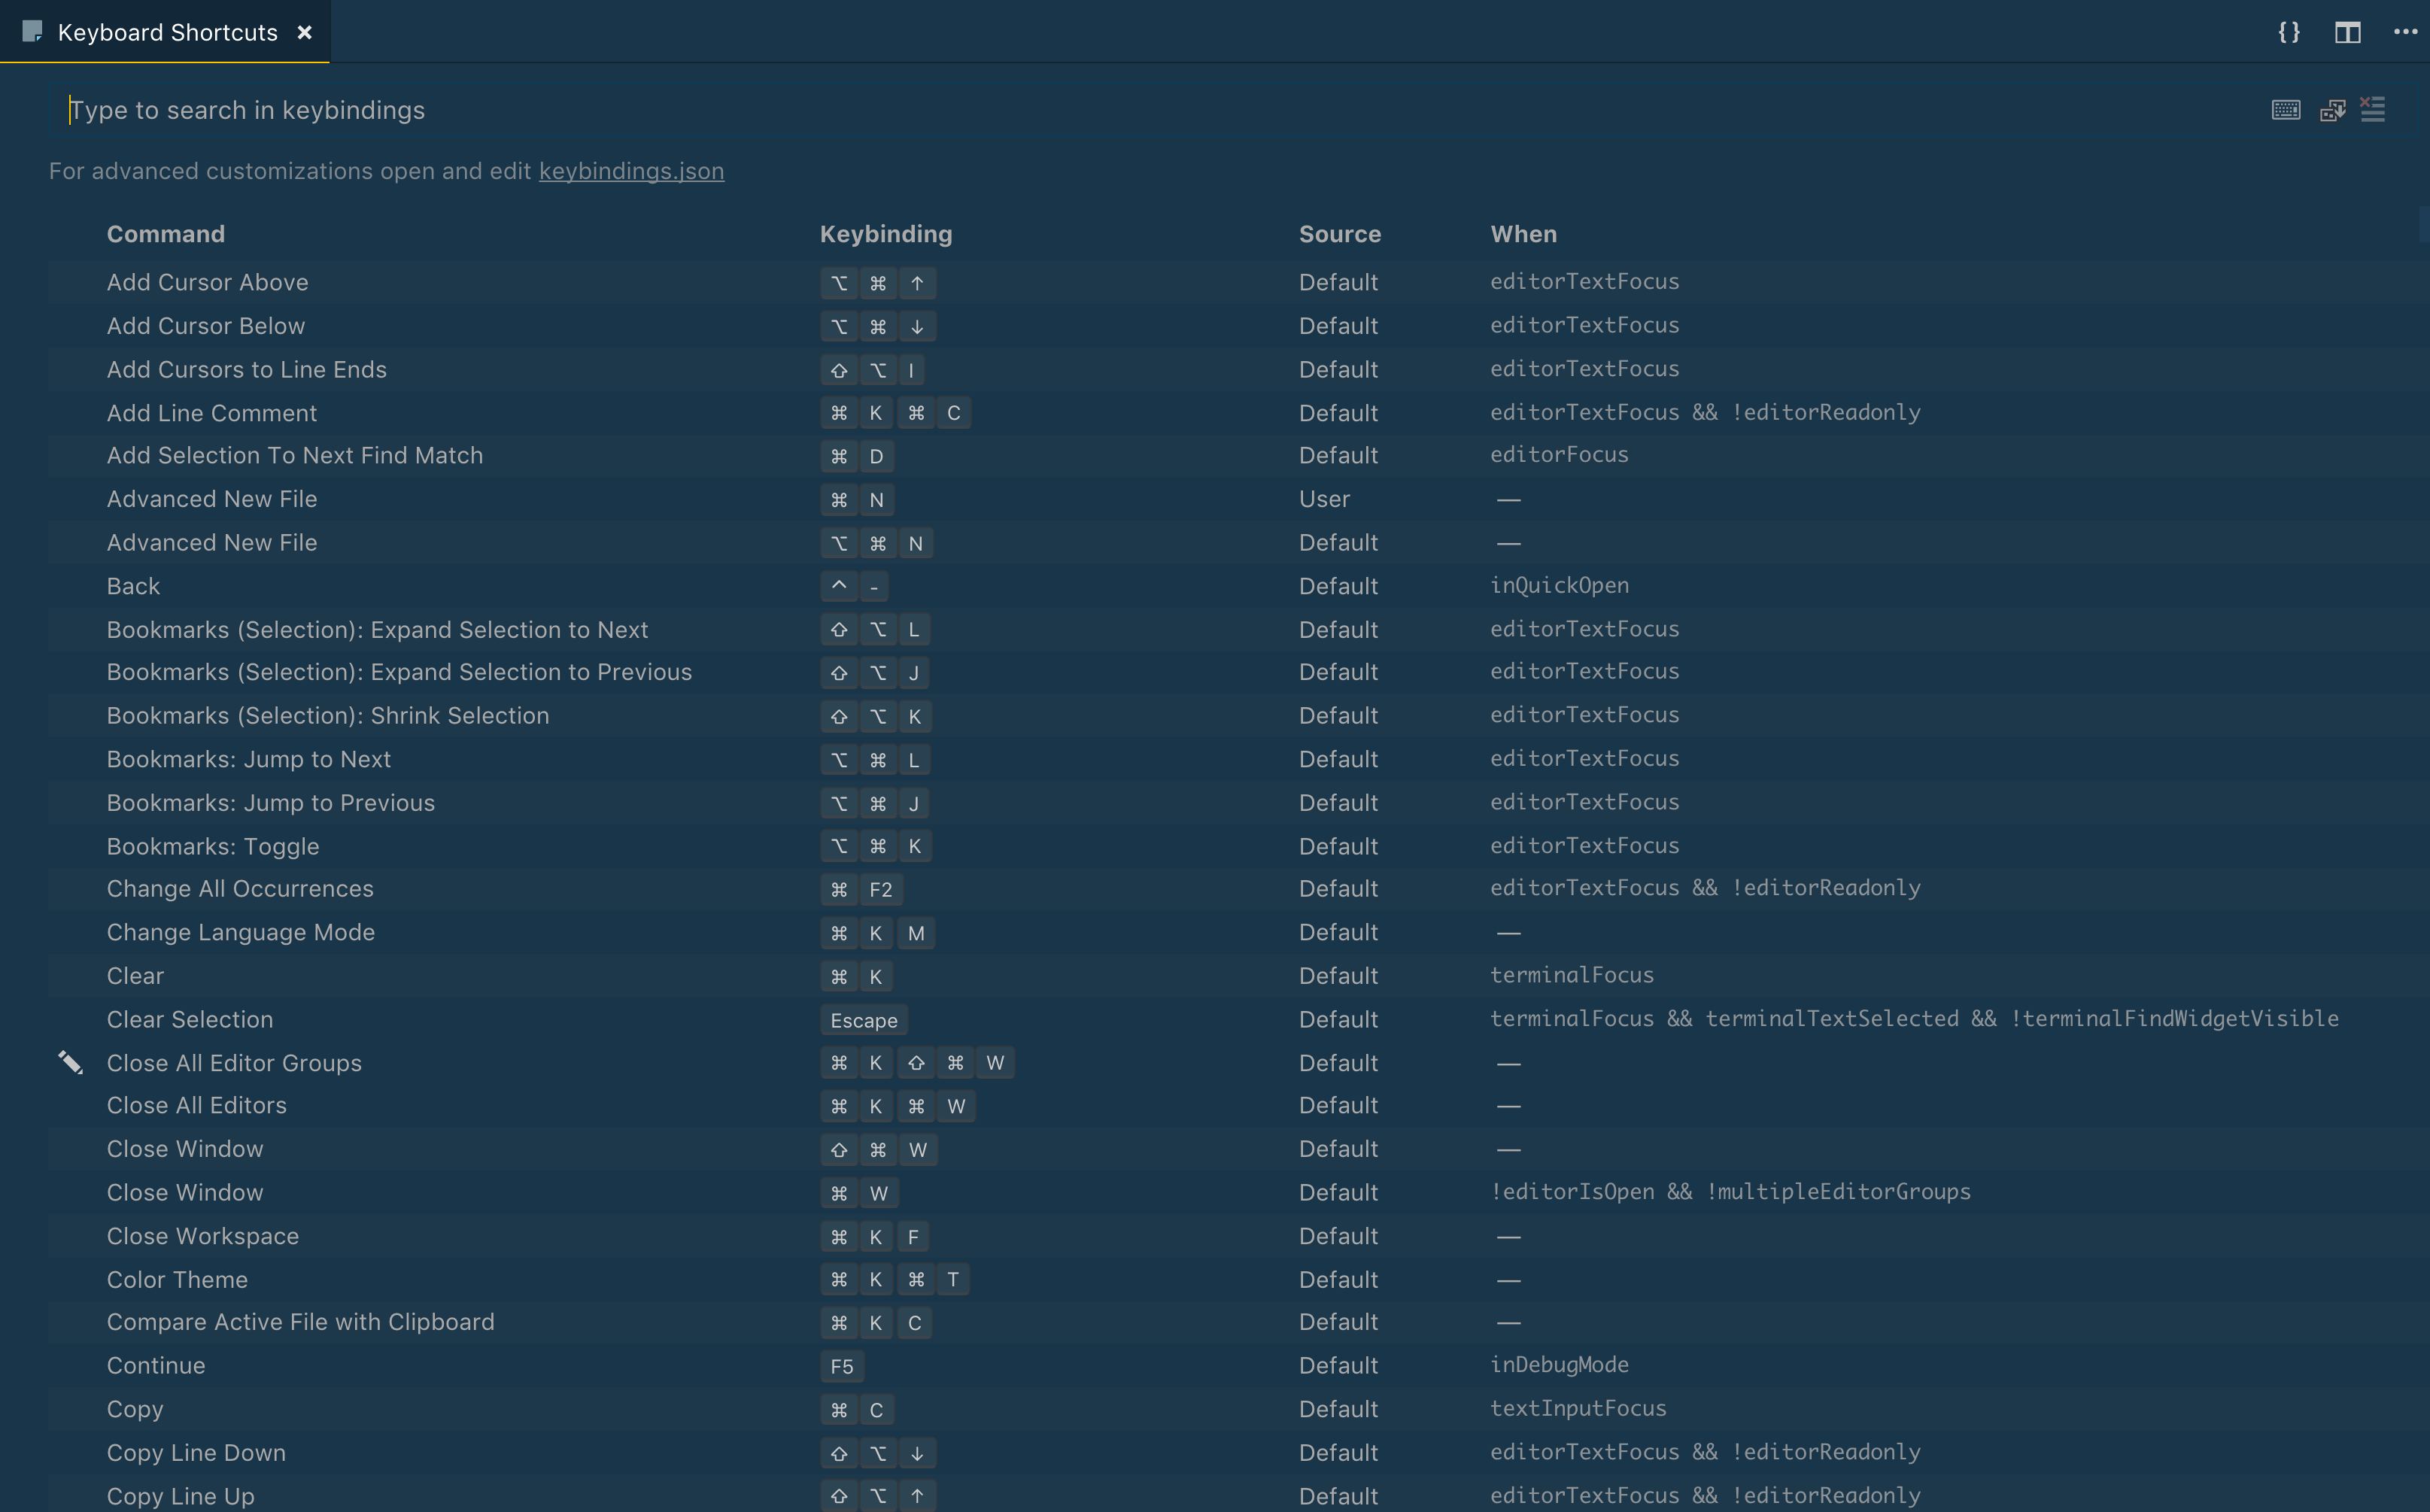 Keyboard Shortcuts
Type to search in keybindings
For advanced customizations open and edit keybindings.json
Command Keybinding Source When
Add Cursor Above ⌥ ⌘ ↑ Default editorTextFocus
Add Cursor Below ⌥ ⌘ ↓ Default editorTextFocus
Add Cursors to Line Ends ⇧ ⌥ I Default editorTextFocus
Add Line Comment ⌘ K ⌘ C Default editorTextFocus && !editorReadonly
Add Selection To Next Find Match ⌘ D Default editorFocus
Advanced New File ⌘ N User —
Advanced New File ⌥ ⌘ N Default —
Back ^ - Default inQuickOpen
Bookmarks (Selection): Expand Selection to Next ⇧ ⌥ L Default editorTextFocus
Bookmarks (Selection): Expand Selection to Previous ⇧ ⌥ J Default editorTextFocus
Bookmarks (Selection): Shrink Selection ⇧ ⌥ K Default editorTextFocus
Bookmarks: Jump to Next ⌥ ⌘ L Default editorTextFocus
Bookmarks: Jump to Previous ⌥ ⌘ J Default editorTextFocus
Bookmarks: Toggle ⌥ ⌘ K Default editorTextFocus
Change All Occurrences ⌘ F2 Default editorTextFocus && !editorReadonly
Change Language Mode ⌘ K M Default —
Clear ⌘ K Default terminalFocus
Clear Selection Escape Default terminalFocus && terminalTextSelected && !terminalFindWidgetVisible
Close All Editor Groups ⌘ K ⇧ ⌘ W Default —
Close All Editors ⌘ K ⌘ W Default —
Close Window ⇧ ⌘ W Default —
Close Window ⌘ W Default !editorIsOpen && !multipleEditorGroups
Close Workspace ⌘ K F Default —
Color Theme ⌘ K ⌘ T Default —
Compare Active File with Clipboard ⌘ K C Default —
Continue F5 Default inDebugMode
Copy ⌘ C Default textInputFocus
Copy Line Down ⇧ ⌥ ↓ Default editorTextFocus && !editorReadonly
Copy Line Up ⇧ ⌥ ↑ Default editorTextFocus && !editorReadonly